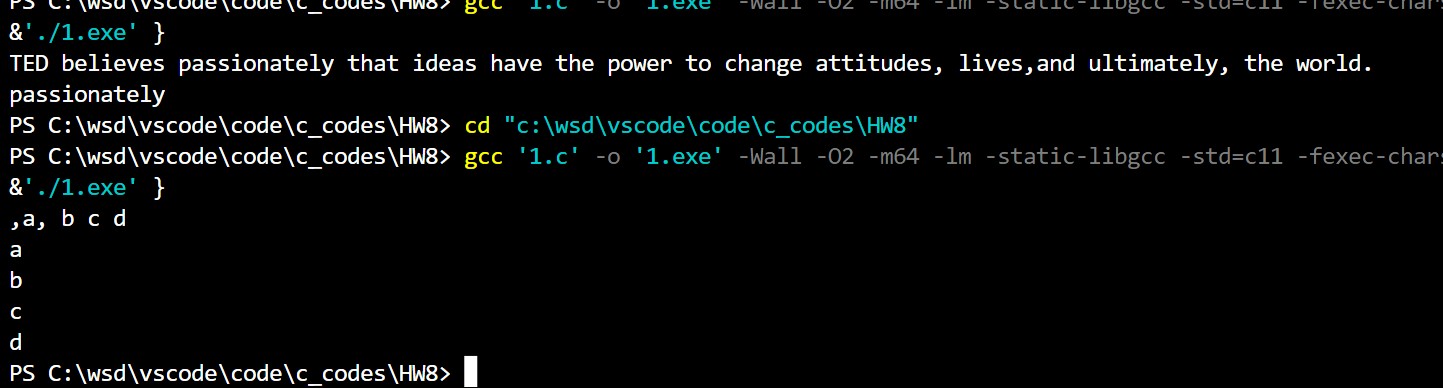 PS C:\wsd\vscode\code\c_codes\HW8> gcc '1.c' -o '1.exe' -Wall -O2 -m64 -lm -static-libgcc -std=c11 -fexec-chars
&'./1.exe' }
TED believes passionately that ideas have the power to change attitudes, lives,and ultimately, the world.
passionately
PS C:\wsd\vscode\code\c_codes\HW8> cd "c:\wsd\vscode\code\c_codes\HW8"
PS C:\wsd\vscode\code\c_codes\HW8> gcc '1.c' -o '1.exe' -Wall -O2 -m64 -lm -static-libgcc -std=c11 -fexec-chars
&'./1.exe' }
,a, b c d
a
b
c
d
PS C:\wsd\vscode\code\c_codes\HW8>